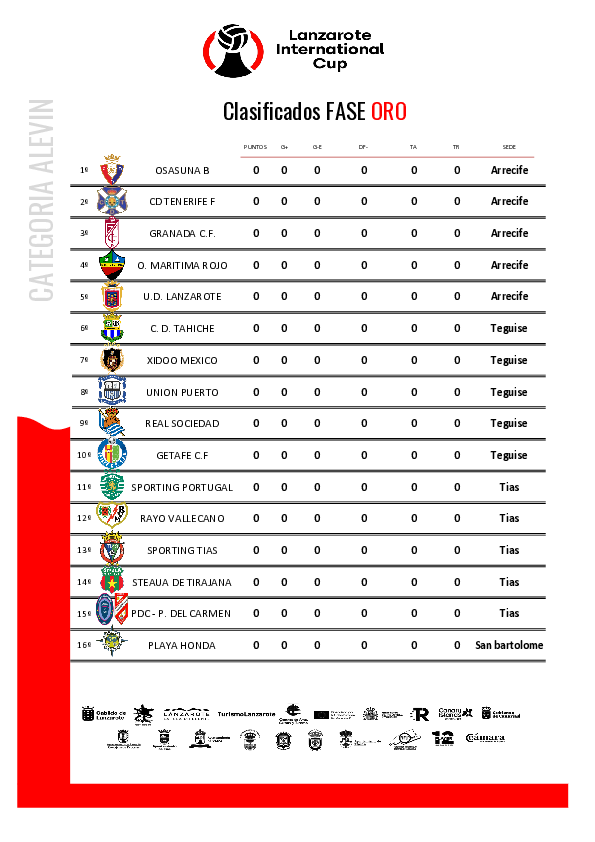 Lanzarote
International
Cup
Clasificados FASE ORO
CATEGORIA ALEVIN
PUNTOS G+ G-E DF- TA TR SEDE
1º OSASUNA B 0 0 0 0 0 0 Arrecife
2º CD TENERIFE F 0 0 0 0 0 0 Arrecife
3º GRANADA C.F. 0 0 0 0 0 0 Arrecife
4º O. MARITIMA ROJO 0 0 0 0 0 0 Arrecife
5º U.D. LANZAROTE 0 0 0 0 0 0 Arrecife
6º C. D. TAHICHE 0 0 0 0 0 0 Teguise
7º XIDOO MEXICO 0 0 0 0 0 0 Teguise
8º UNION PUERTO 0 0 0 0 0 0 Teguise
9º REAL SOCIEDAD 0 0 0 0 0 0 Teguise
10º GETAFE C.F 0 0 0 0 0 0 Teguise
11º SPORTING PORTUGAL 0 0 0 0 0 0 Tias
12º RAYO VALLECANO 0 0 0 0 0 0 Tias
13º SPORTING TIAS 0 0 0 0 0 0 Tias
14º STEAUA DE TIRAJANA 0 0 0 0 0 0 Tias
15º PDC - P. DEL CARMEN 0 0 0 0 0 0 Tias
16º PLAYA HONDA 0 0 0 0 0 0 San bartolome
Cabildo de
Lanzarote
LANZAROTE
TurismoLanzarote
Canary
Islands
Gobierno
de Canarias
12
Cámara